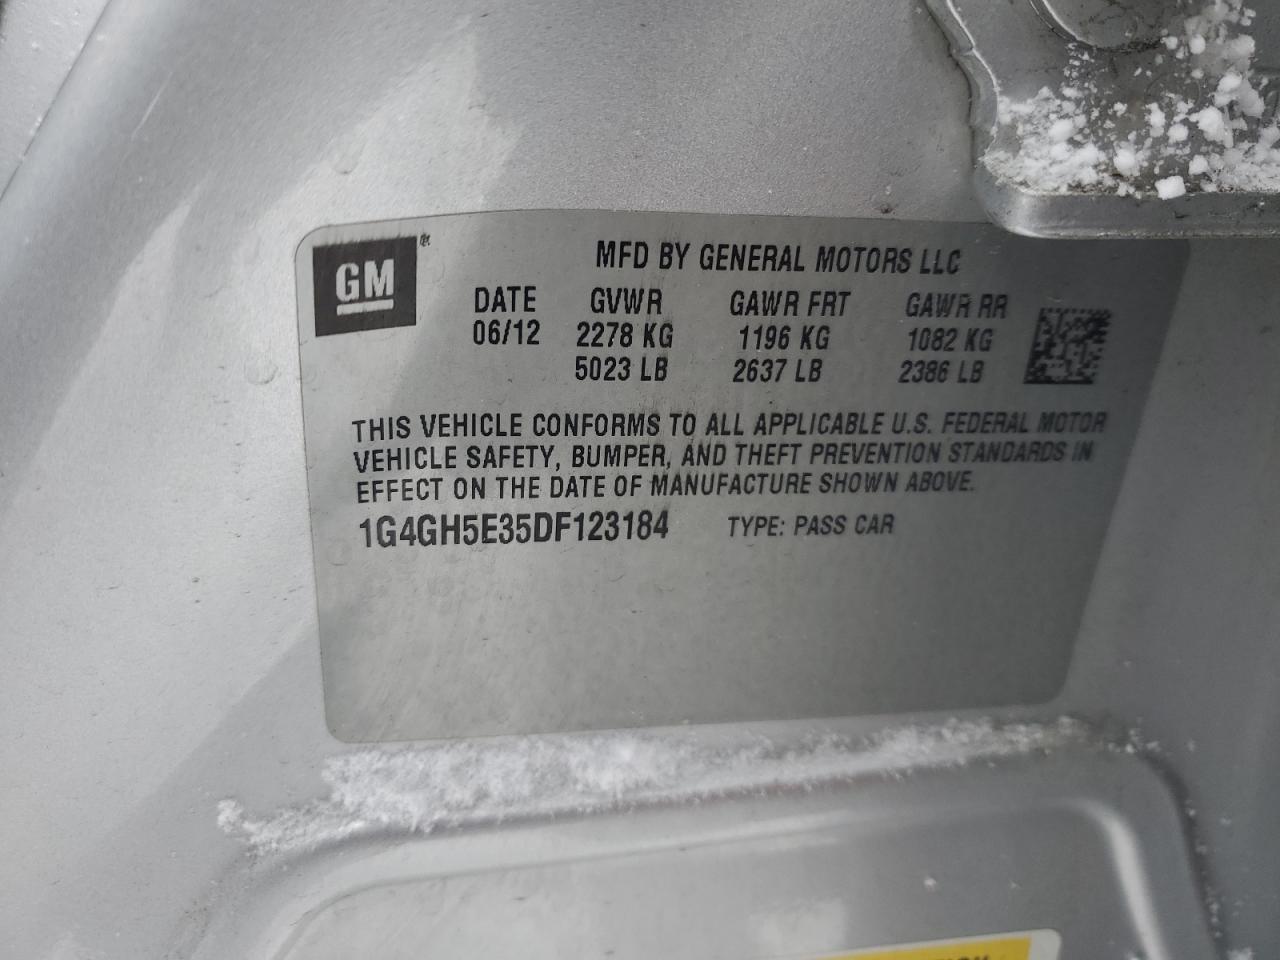 GM ®
MFD BY GENERAL MOTORS LLC
DATE GVWR GAWR FRT GAWR RR
06/12 2278 KG 1196 KG 1082 KG
5023 LB 2637 LB 2386 LB
THIS VEHICLE CONFORMS TO ALL APPLICABLE U.S. FEDERAL MOTOR
VEHICLE SAFETY, BUMPER, AND THEFT PREVENTION STANDARDS IN
EFFECT ON THE DATE OF MANUFACTURE SHOWN ABOVE.
1G4GH5E35DF123184 TYPE: PASS CAR